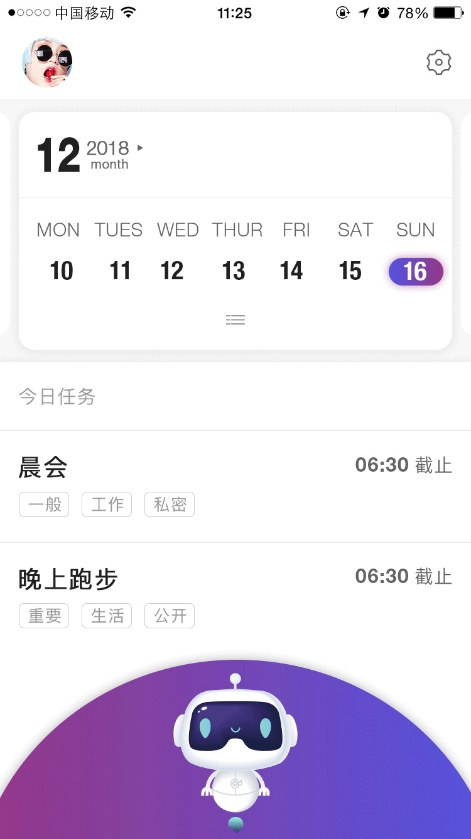 中国移动 11:25 78%
12 2018
month
MON TUES WED THUR FRI SAT SUN
10 11 12 13 14 15 16
今日任务
晨会 06:30 截止
一般 工作 私密
晚上跑步 06:30 截止
重要 生活 公开